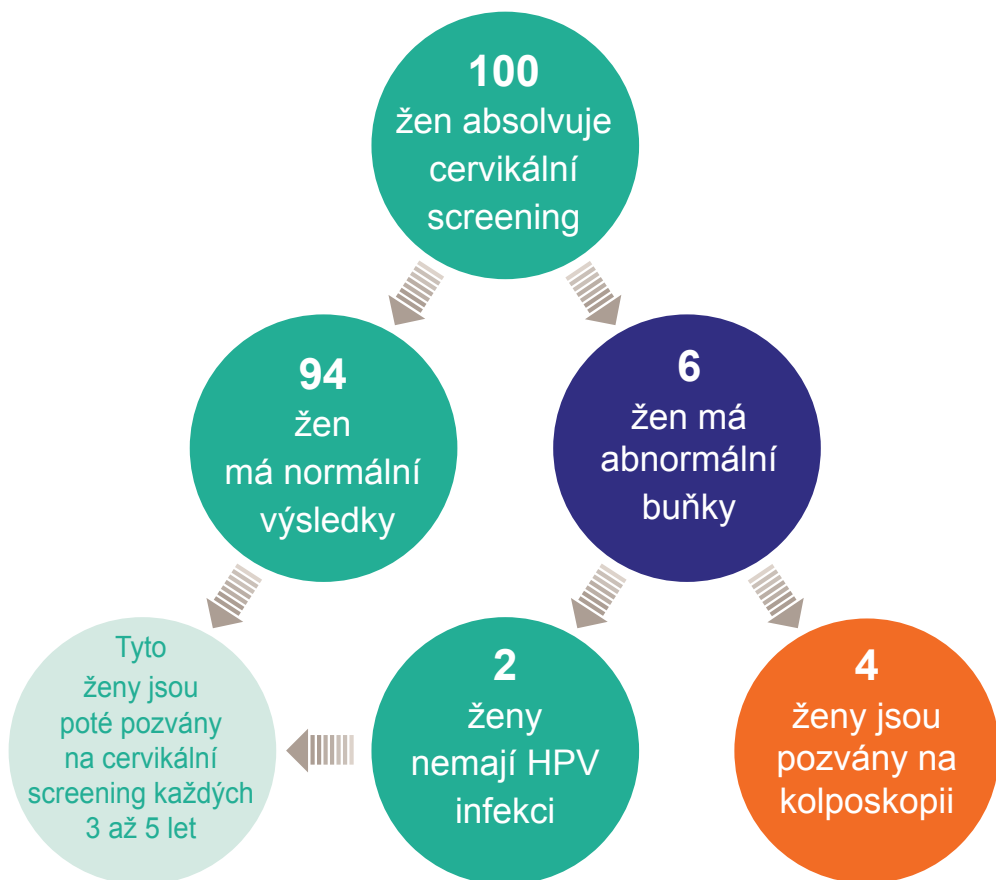 100
žen absolvuje
cervikální
screening
94
žen
má normální
výsledky
6
žen má
abnormální
buňky
Tyto
ženy jsou
poté pozvány
na cervikální
screening každých
3 až 5 let
2
ženy
nemají HPV
infekci
4
ženy jsou
pozvány na
kolposkopii